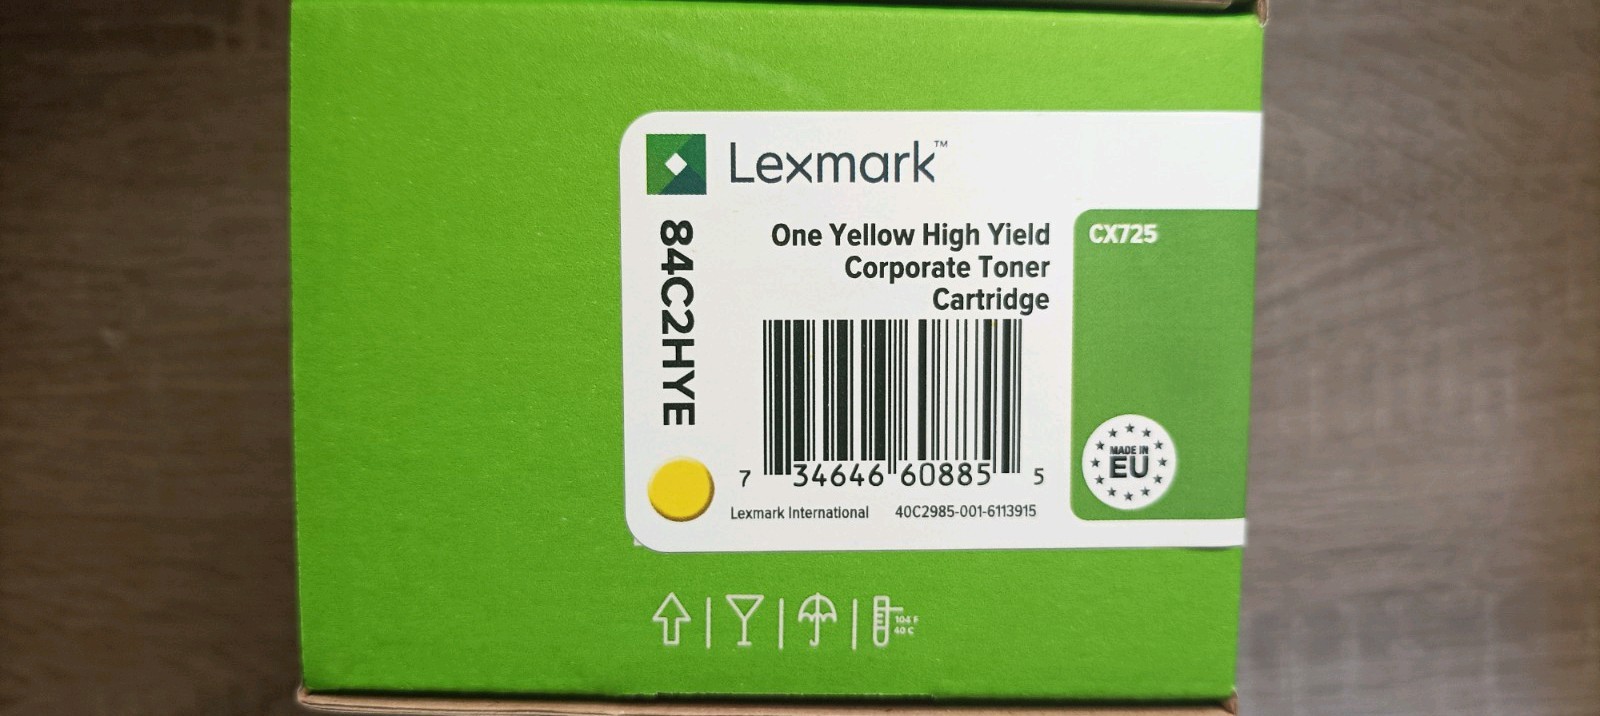 Lexmark™
84C2HYE
One Yellow High Yield
Corporate Toner
Cartridge
CX725
MADE IN
EU
7 34646 60885 5
Lexmark International 40C2985-001-6113915
104 F
40 C